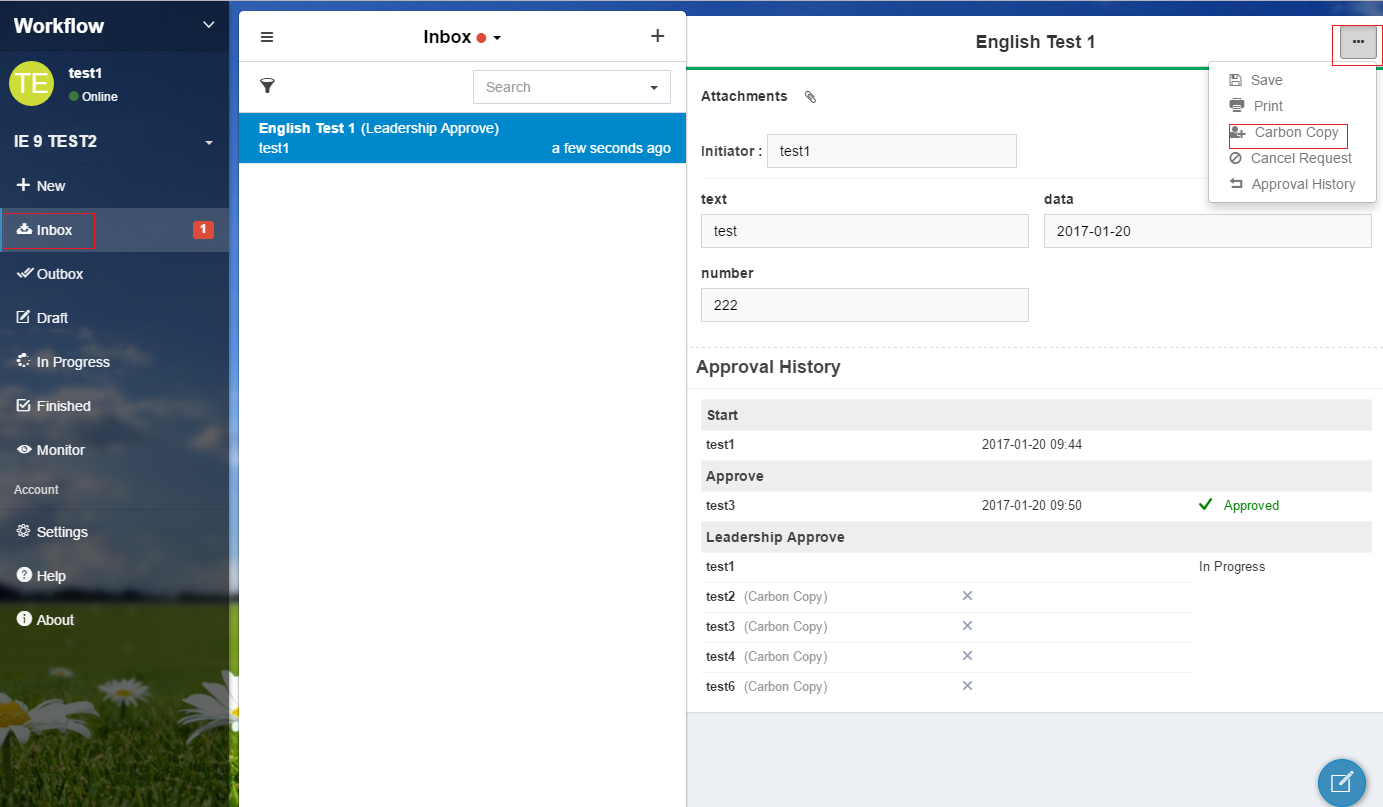 Workflow
TE
test1
Online
IE 9 TEST2
New
Inbox
1
Outbox
Draft
In Progress
Finished
Monitor
Account
Settings
Help
About
Inbox
Search
English Test 1 (Leadership Approve)
test1 a few seconds ago
English Test 1
Save
Print
Carbon Copy
Cancel Request
Approval History
Attachments
Initiator : test1
text data
test 2017-01-20
number
222
Approval History
Start
test1 2017-01-20 09:44
Approve
test3 2017-01-20 09:50 Approved
Leadership Approve
test1 In Progress
test2 (Carbon Copy)
test3 (Carbon Copy)
test4 (Carbon Copy)
test6 (Carbon Copy)